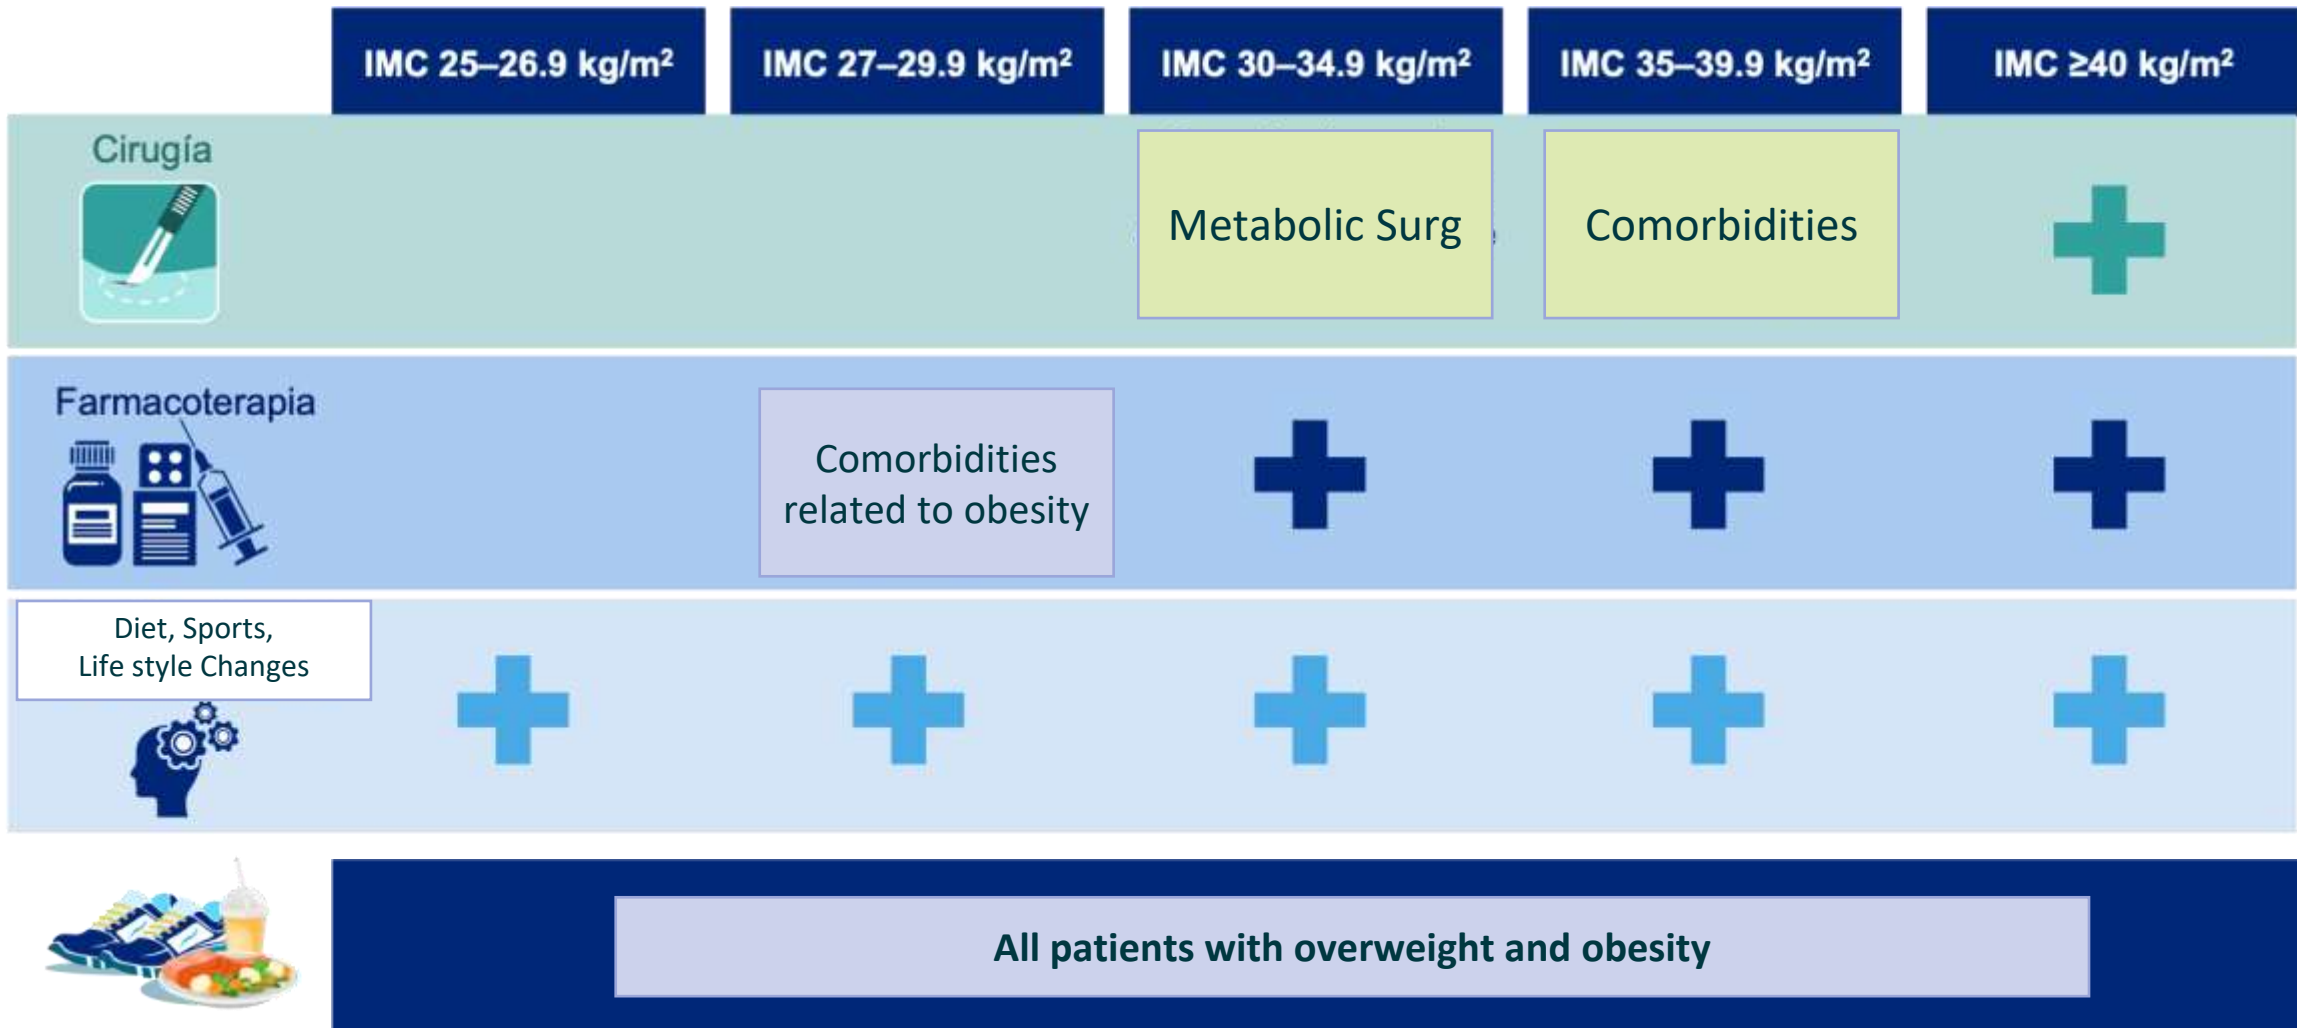 IMC 25–26.9 kg/m²
IMC 27–29.9 kg/m²
IMC 30–34.9 kg/m²
IMC 35–39.9 kg/m²
IMC ≥40 kg/m²
Cirugía
Metabolic Surg
Comorbidities
Farmacoterapia
Comorbidities
related to obesity
Diet, Sports,
Life style Changes
All patients with overweight and obesity